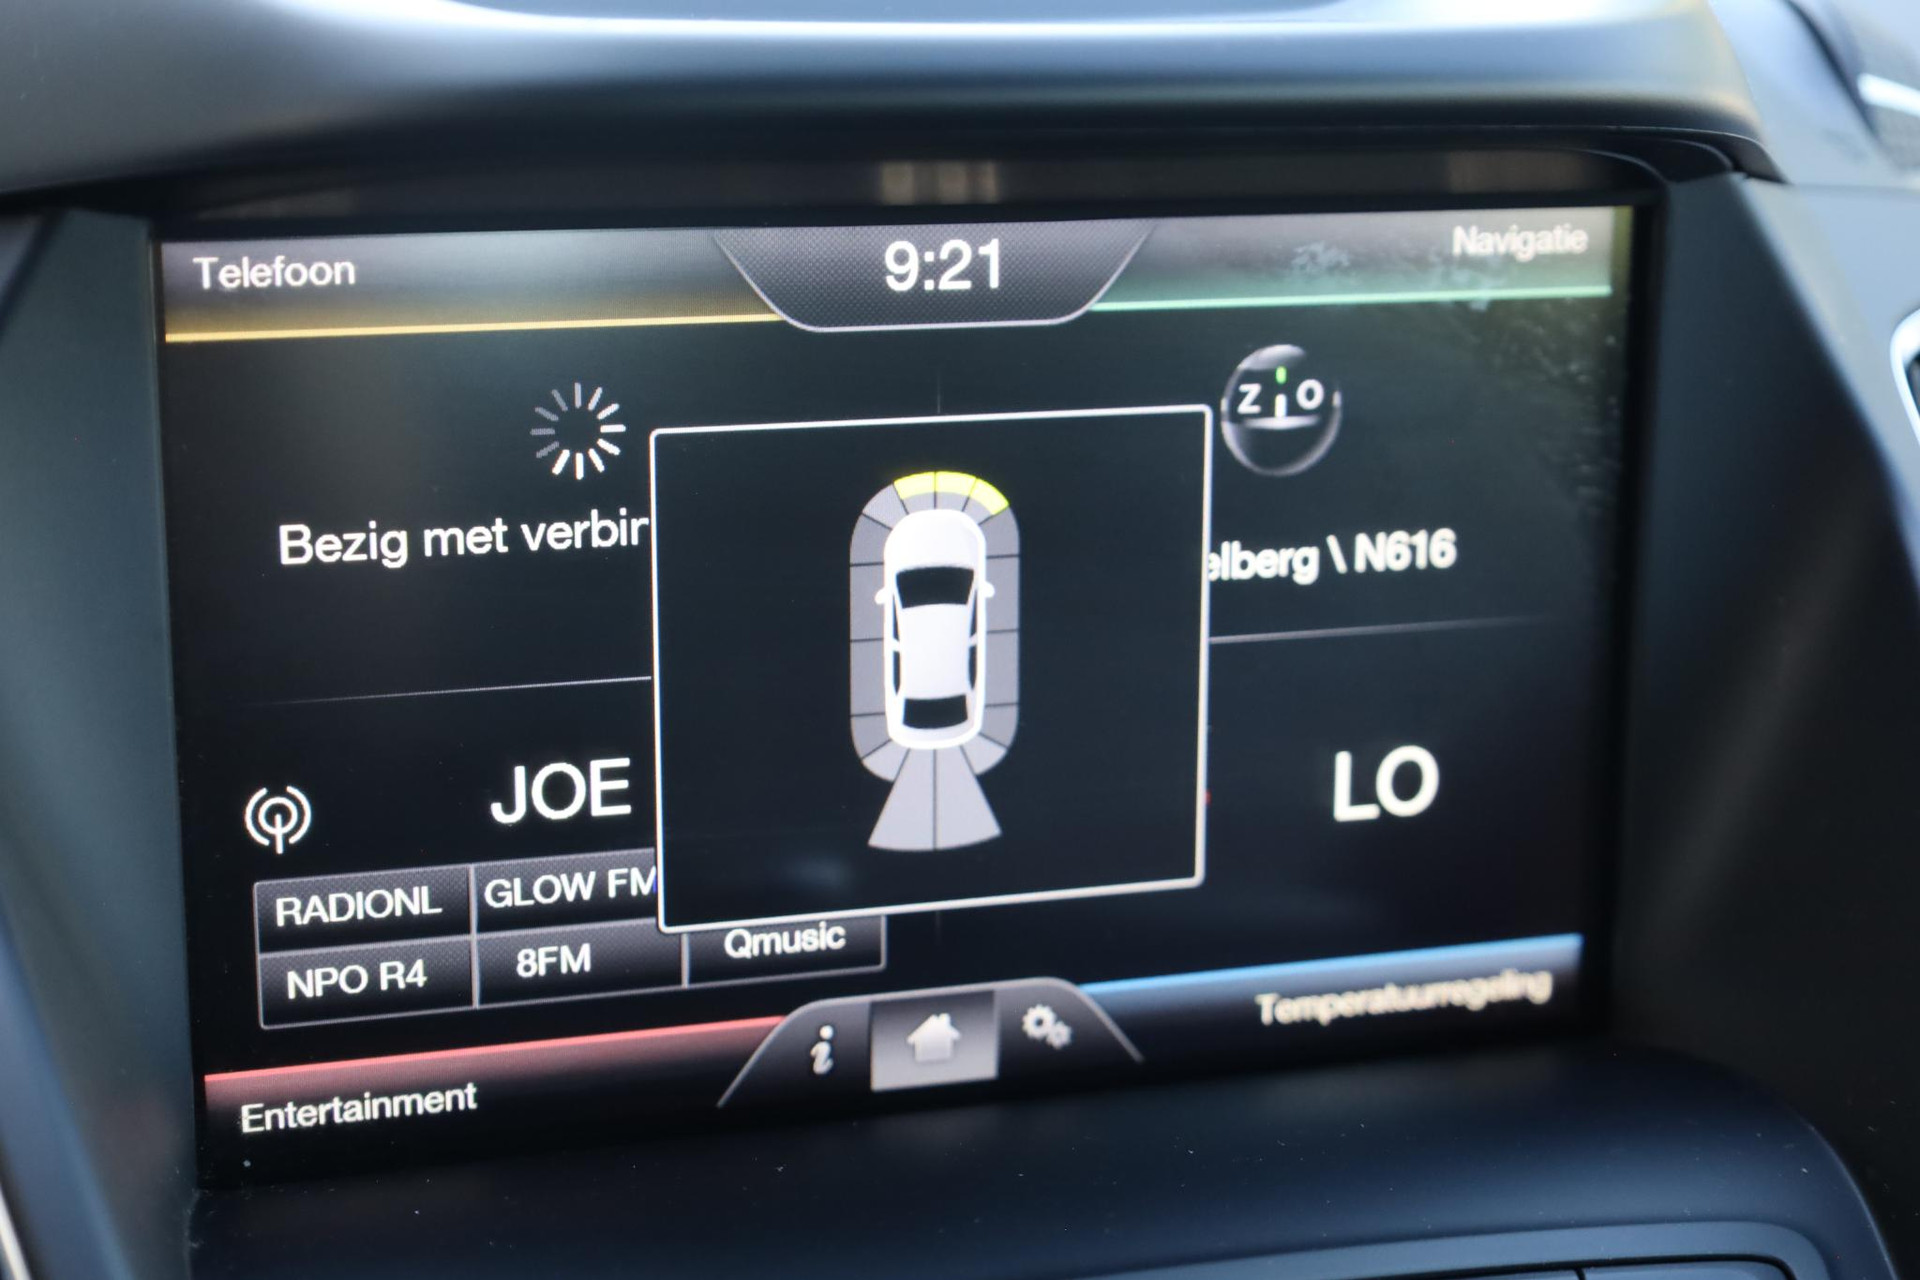 Telefoon
9:21
Navigatie
Z O
Bezig met verbin
elberg \ N616
JOE
LO
RADIONL
GLOW FM
NPO R4
8FM
Qmusic
i
Temperatuurregeling
Entertainment